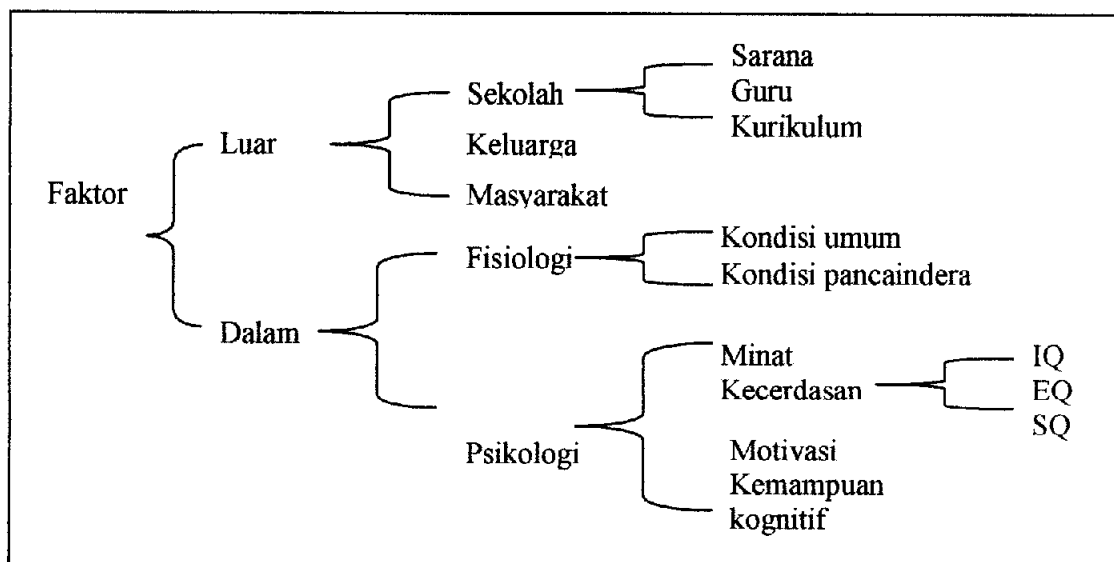 Faktor
Luar
Sekolah
Sarana
Guru
Kurikulum
Keluarga
Masyarakat
Dalam
Fisiologi
Kondisi umum
Kondisi pancaindera
Psikologi
Minat
Kecerdasan
IQ
EQ
SQ
Motivasi
Kemampuan
kognitif